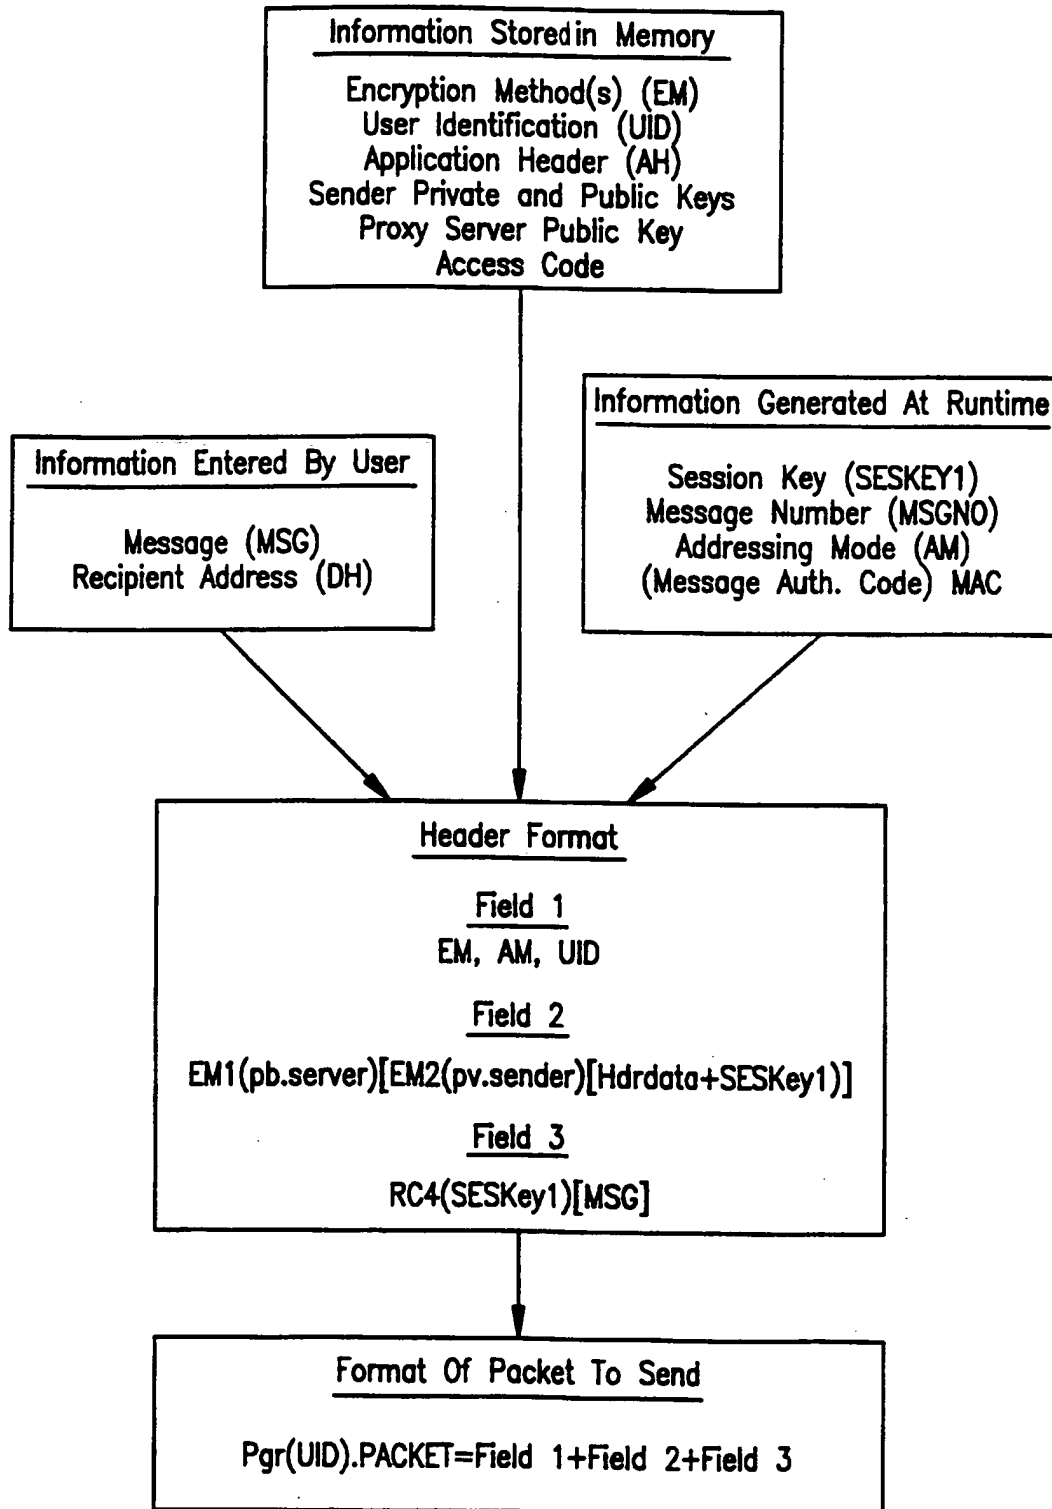 Information Stored in Memory
Encryption Method(s) (EM)
User Identification (UID)
Application Header (AH)
Sender Private and Public Keys
Proxy Server Public Key
Access Code
Information Entered By User
Message (MSG)
Recipient Address (DH)
Information Generated At Runtime
Session Key (SESKEY1)
Message Number (MSGNO)
Addressing Mode (AM)
(Message Auth. Code) MAC
Header Format
Field 1
EM, AM, UID
Field 2
EM1(pb.server)[EM2(pv.sender)[Hdrdata+SESKey1)]
Field 3
RC4(SESKey1)[MSG]
Format Of Packet To Send
Pgr(UID).PACKET=Field 1+Field 2+Field 3